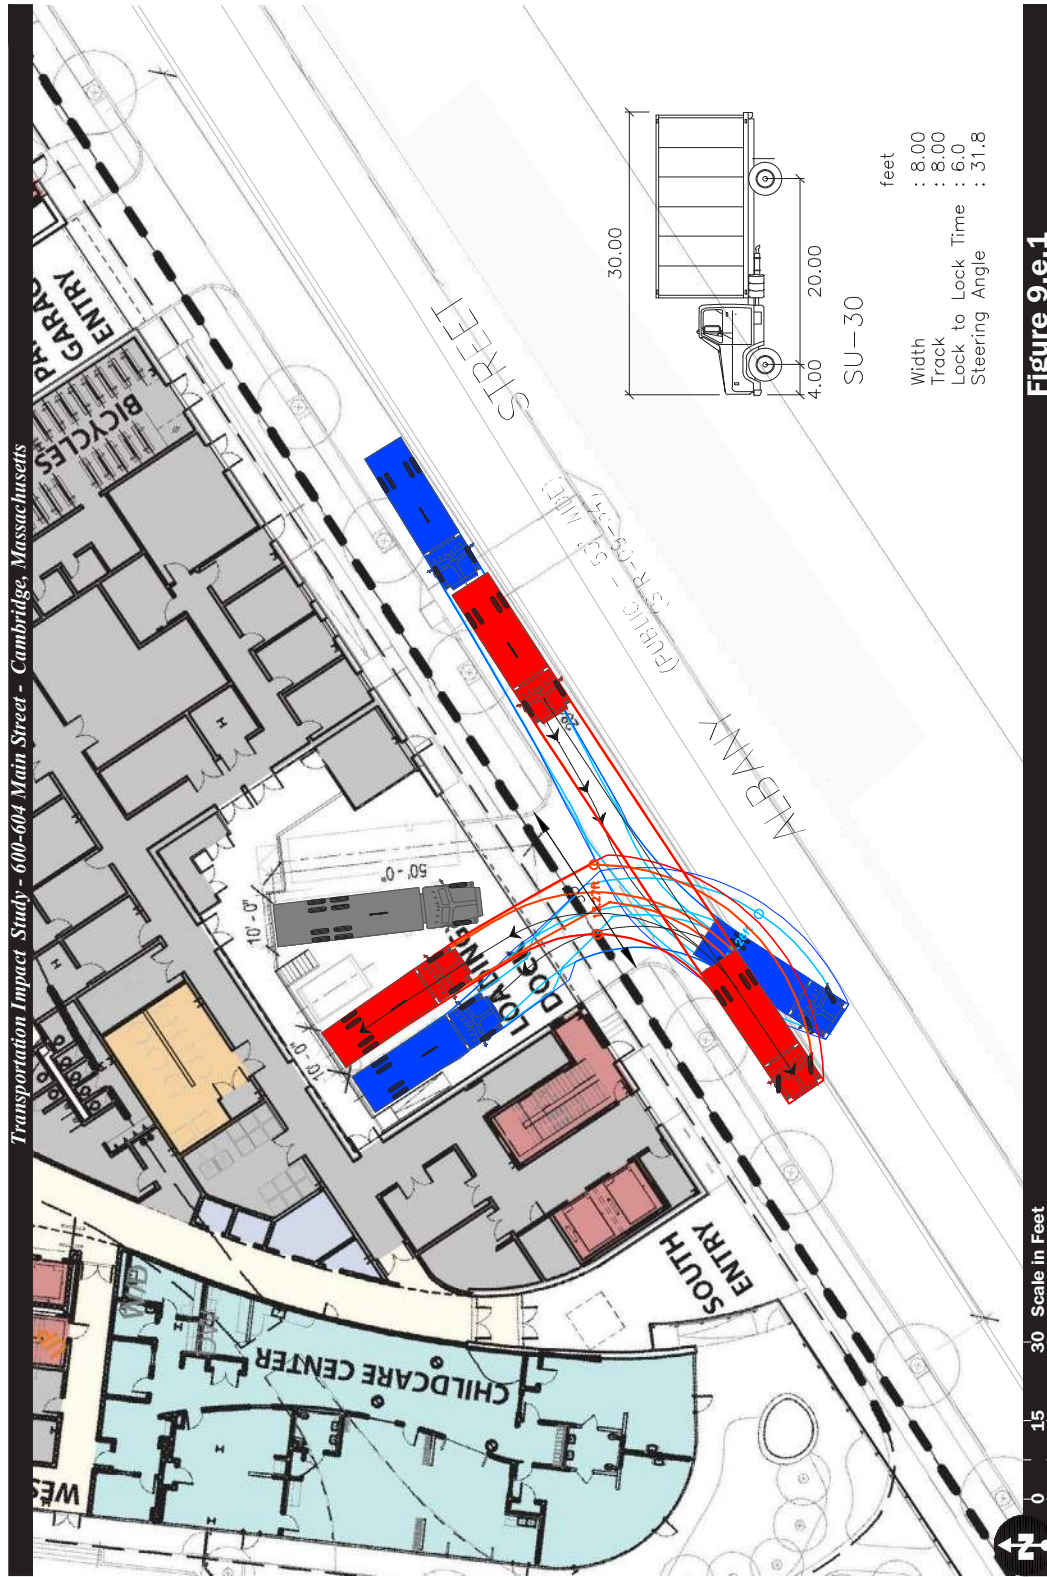 Transportation Impact Study - 600-604 Main Street - Cambridge, Massachusetts
GARAG
ENTRY
BICYCLES
STREET
ALBANY
(PUBLIC - 53' WIDE)
50'-0"
10' - 0"
10'-0"
LOADING
DOCK
SOUTH
ENTRY
CHILDCARE CENTER
WES
30.00
20.00
4.00
SU-30
feet
Width : 8.00
Track : 8.00
Lock to Lock Time : 6.0
Steering Angle : 31.8
Figure 9.e.1
0 15 30 Scale in Feet
N